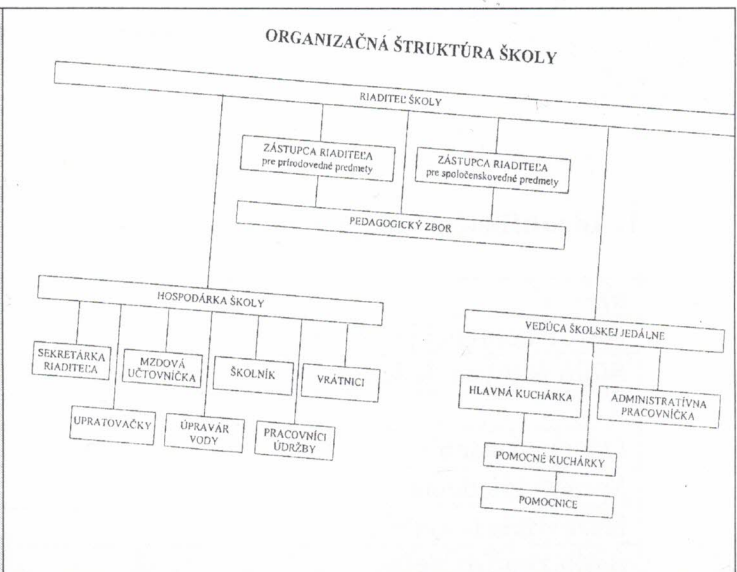 ORGANIZAČNÁ ŠTRUKTÚRA ŠKOLY
RIADITEĽ ŠKOLY
ZÁSTUPCA RIADITEĽA
pre prírodovedné predmety
ZÁSTUPCA RIADITEĽA
pre spoločenskovedné predmety
PEDAGOGICKÝ ZBOR
HOSPODÁRKA ŠKOLY
VEDÚCA ŠKOLSKEJ JEDÁLNE
SEKRETÁRKA
RIADITEĽA
MZDOVÁ
UČTOVNÍČKA
ŠKOLNÍK
VRÁTNICI
UPRATOVAČKY
ÚPRAVÁR
VODY
PRACOVNÍCI
ÚDRŽBY
HLAVNÁ KUCHÁRKA
ADMINISTRATÍVNA
PRACOVNÍČKA
POMOCNÉ KUCHÁRKY
POMOCNICE